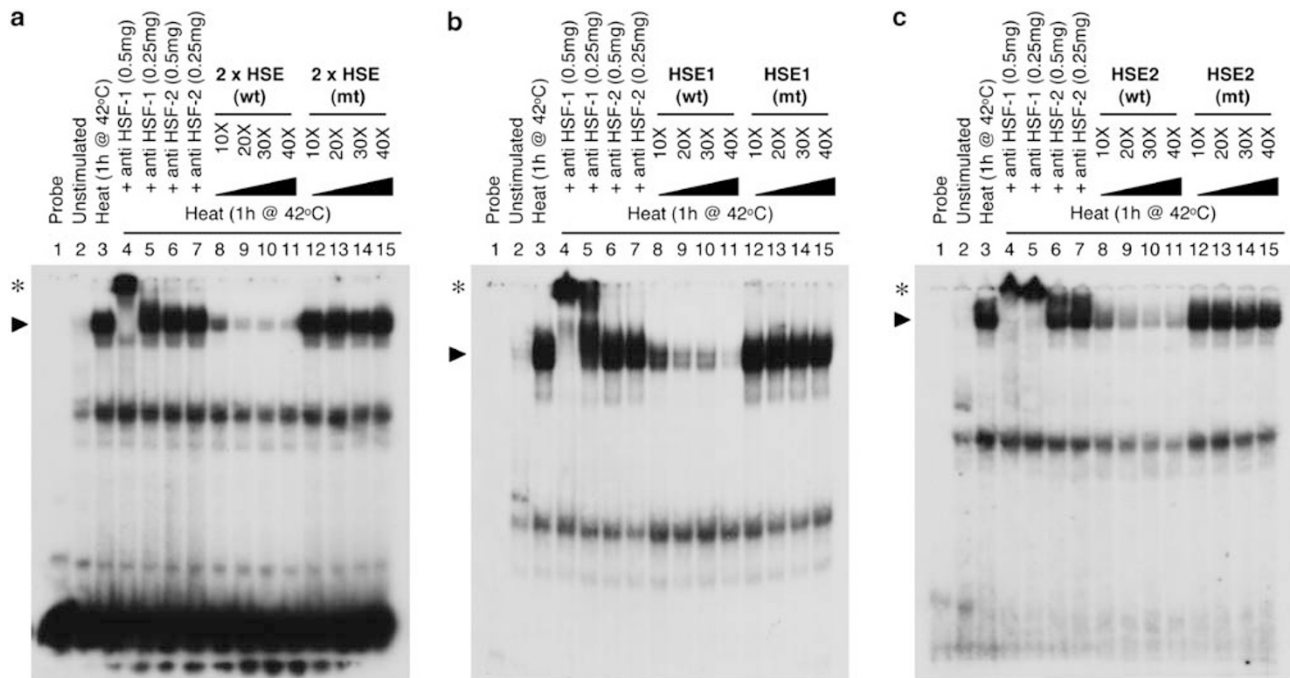 a
Probe
Unstimulated
Heat (1h @ 42°C)
+ anti HSF-1 (0.5mg)
+ anti HSF-1 (0.25mg)
+ anti HSF-2 (0.5mg)
+ anti HSF-2 (0.25mg)
2 x HSE
(wt)
10X
20X
30X
40X
2 x HSE
(mt)
10X
20X
30X
40X
Heat (1h @ 42°C)
1 2 3 4 5 6 7 8 9 10 11 12 13 14 15
*
b
Probe
Unstimulated
Heat (1h @ 42°C)
+ anti HSF-1 (0.5mg)
+ anti HSF-1 (0.25mg)
+ anti HSF-2 (0.5mg)
+ anti HSF-2 (0.25mg)
HSE1
(wt)
10X
20X
30X
40X
HSE1
(mt)
10X
20X
30X
40X
Heat (1h @ 42°C)
1 2 3 4 5 6 7 8 9 10 11 12 13 14 15
*
c
Probe
Unstimulated
Heat (1h @ 42°C)
+ anti HSF-1 (0.5mg)
+ anti HSF-1 (0.25mg)
+ anti HSF-2 (0.5mg)
+ anti HSF-2 (0.25mg)
HSE2
(wt)
10X
20X
30X
40X
HSE2
(mt)
10X
20X
30X
40X
Heat (1h @ 42°C)
1 2 3 4 5 6 7 8 9 10 11 12 13 14 15
*